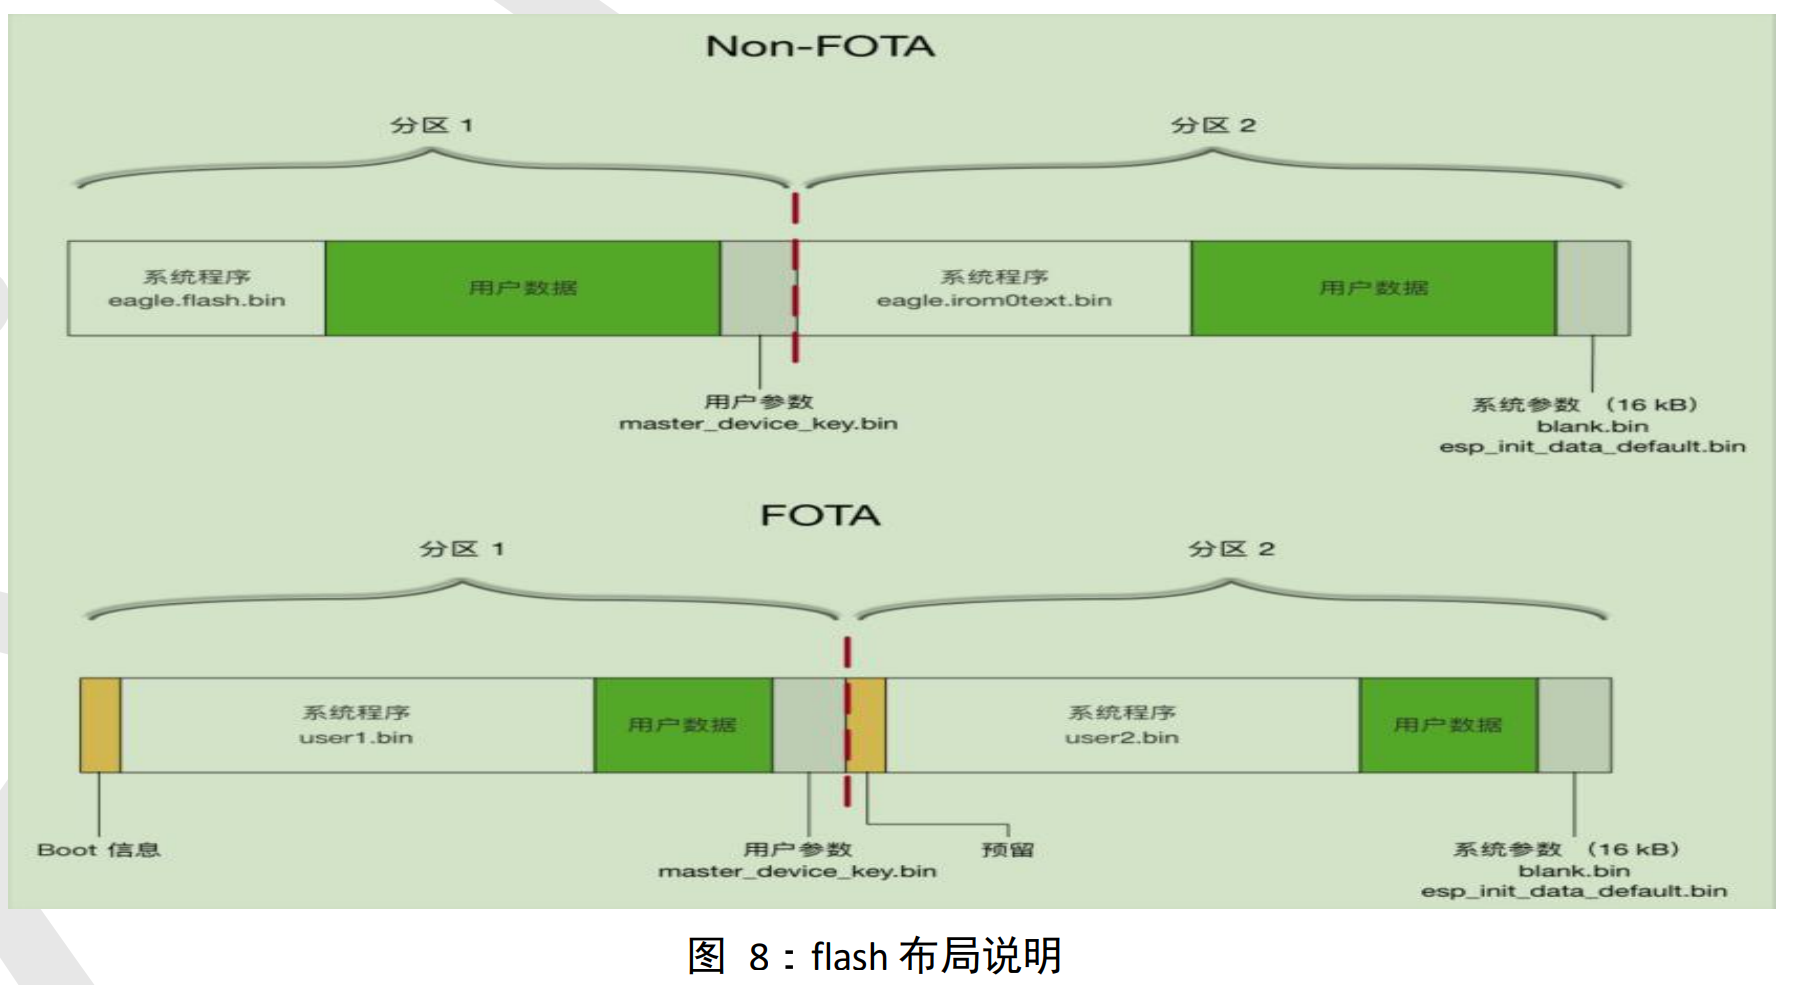 Non-FOTA
分区 1
分区 2
系统程序
eagle.flash.bin
用户数据
系统程序
eagle.irom0text.bin
用户数据
用户参数
master_device_key.bin
系统参数 （16 kB）
blank.bin
esp_init_data_default.bin
FOTA
分区 1
分区 2
系统程序
user1.bin
用户数据
系统程序
user2.bin
用户数据
Boot 信息
用户参数
master_device_key.bin
预留
系统参数 （16 kB）
blank.bin
esp_init_data_default.bin
图 8：flash 布局说明